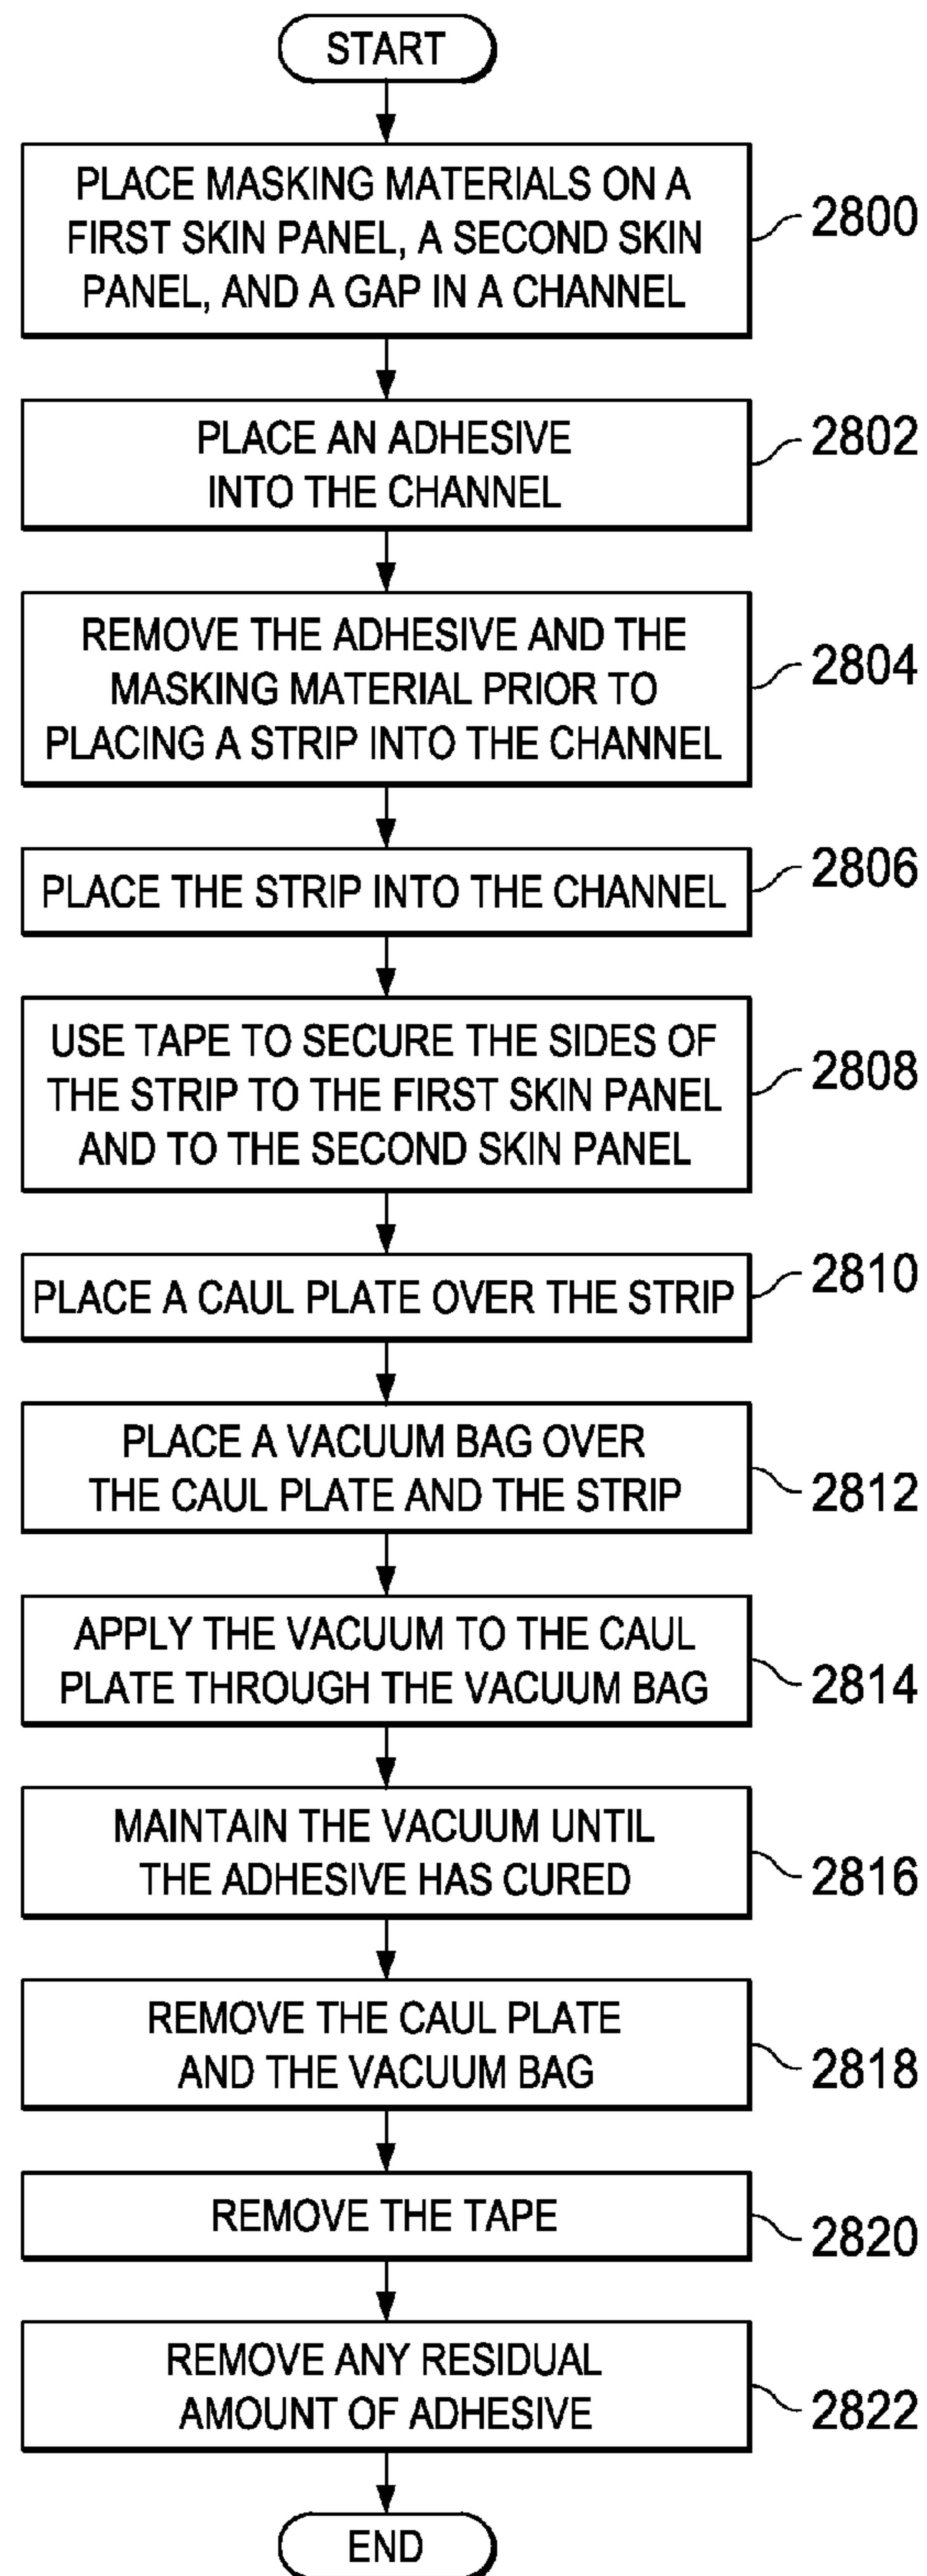 START
PLACE MASKING MATERIALS ON A
FIRST SKIN PANEL, A SECOND SKIN
PANEL, AND A GAP IN A CHANNEL
2800
PLACE AN ADHESIVE
INTO THE CHANNEL
2802
REMOVE THE ADHESIVE AND THE
MASKING MATERIAL PRIOR TO
PLACING A STRIP INTO THE CHANNEL
2804
PLACE THE STRIP INTO THE CHANNEL
2806
USE TAPE TO SECURE THE SIDES OF
THE STRIP TO THE FIRST SKIN PANEL
AND TO THE SECOND SKIN PANEL
2808
PLACE A CAUL PLATE OVER THE STRIP
2810
PLACE A VACUUM BAG OVER
THE CAUL PLATE AND THE STRIP
2812
APPLY THE VACUUM TO THE CAUL
PLATE THROUGH THE VACUUM BAG
2814
MAINTAIN THE VACUUM UNTIL
THE ADHESIVE HAS CURED
2816
REMOVE THE CAUL PLATE
AND THE VACUUM BAG
2818
REMOVE THE TAPE
2820
REMOVE ANY RESIDUAL
AMOUNT OF ADHESIVE
2822
END